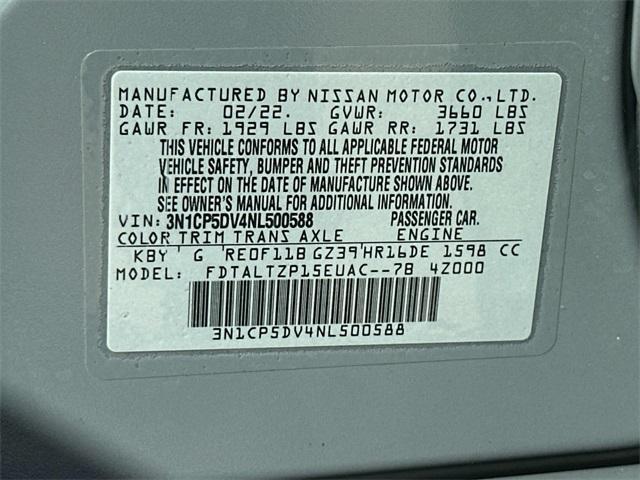 MANUFACTURED BY NISSAN MOTOR CO.,LTD.
DATE: 02/22. GVWR: 3660 LBS
GAWR FR: 1929 LBS GAWR RR: 1731 LBS
THIS VEHICLE CONFORMS TO ALL APPLICABLE FEDERAL MOTOR
VEHICLE SAFETY, BUMPER AND THEFT PREVENTION STANDARDS
IN EFFECT ON THE DATE OF MANUFACTURE SHOWN ABOVE.
SEE OWNER'S MANUAL FOR ADDITIONAL INFORMATION.
VIN: 3N1CP5DV4NL500588 PASSENGER CAR.
COLOR TRIM TRANS AXLE ENGINE
KBY G RE0F11B GZ39 HR16DE 1598 CC
MODEL: FDTALTZP15EUAC--7B 4Z000
3N1CP5DV4NL500588